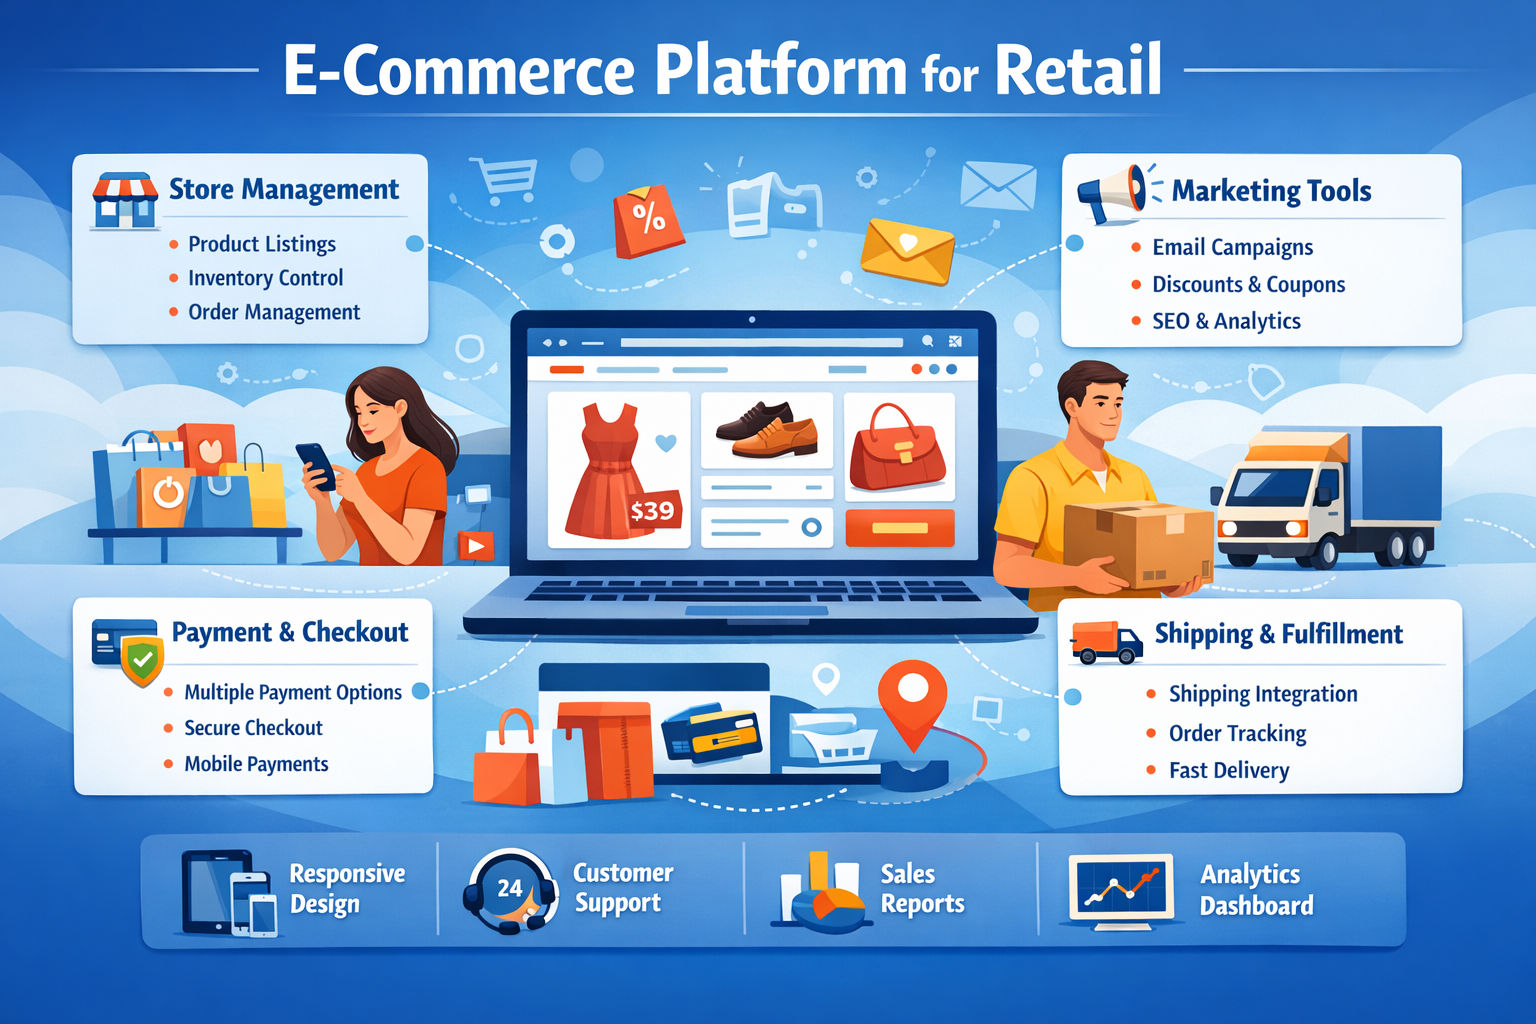 E-Commerce Platform for Retail
Store Management
Product Listings
Inventory Control
Order Management
%
Marketing Tools
Email Campaigns
Discounts & Coupons
SEO & Analytics
$39
Payment & Checkout
Multiple Payment Options
Secure Checkout
Mobile Payments
Shipping & Fulfillment
Shipping Integration
Order Tracking
Fast Delivery
Responsive
Design
24
Customer
Support
Sales
Reports
Analytics
Dashboard